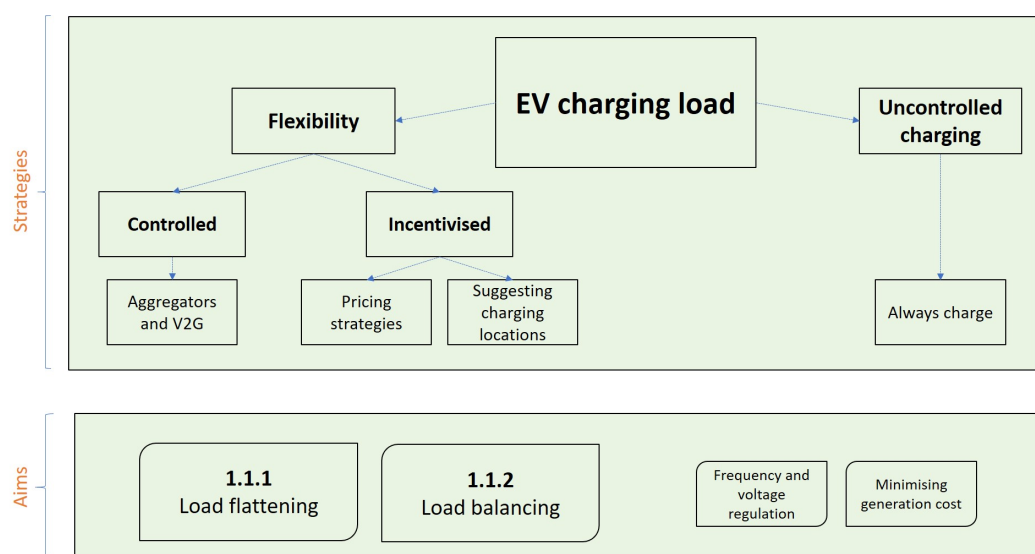 Strategies
EV charging load
Flexibility
Uncontrolled
charging
Controlled
Incentivised
Aggregators
and V2G
Pricing
strategies
Suggesting
charging
locations
Always charge
Aims
1.1.1
Load flattening
1.1.2
Load balancing
Frequency and
voltage
regulation
Minimising
generation cost